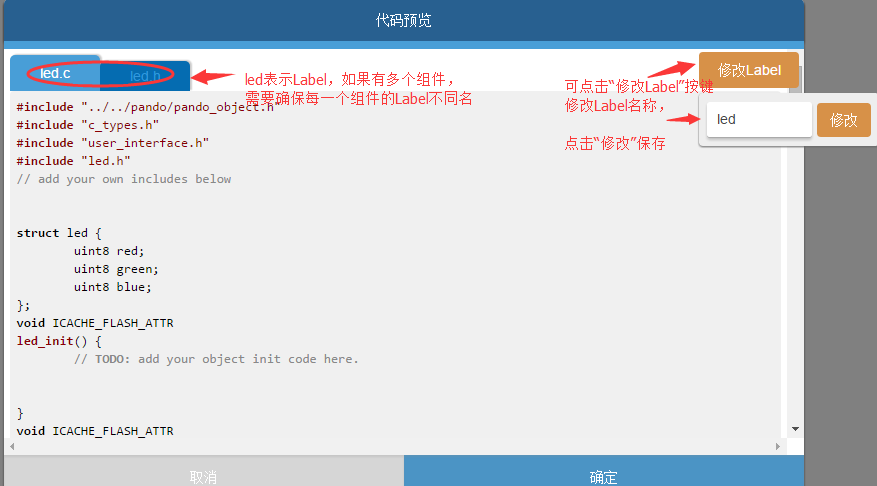 代码预览
led.c
led.h
修改Label
led表示Label，如果有多个组件，
需要确保每一个组件的Label不同名
可点击“修改Label”按键
修改Label名称，
点击“修改”保存
led
修改
#include "../../pando/pando_object.h"
#include "c_types.h"
#include "user_interface.h"
#include "led.h"
// add your own includes below
struct led {
uint8 red;
uint8 green;
uint8 blue;
};
void ICACHE_FLASH_ATTR
led_init() {
// TODO: add your object init code here.
}
void ICACHE_FLASH_ATTR
取消
确定